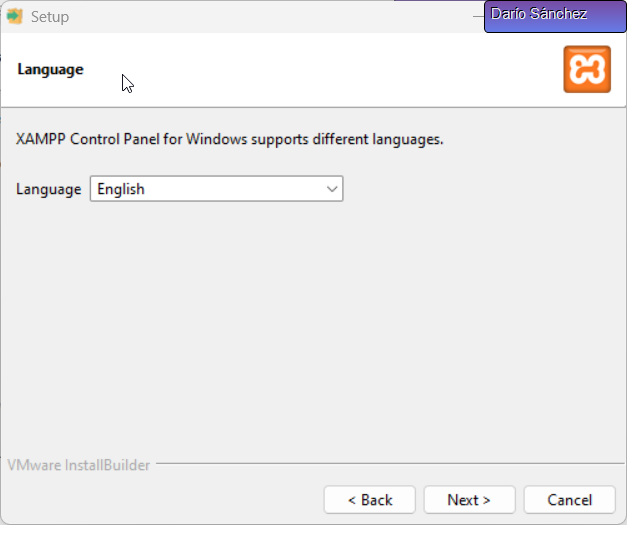 Setup
Darío Sánchez
Language
XAMPP Control Panel for Windows supports different languages.
Language English
VMware InstallBuilder
< Back Next > Cancel